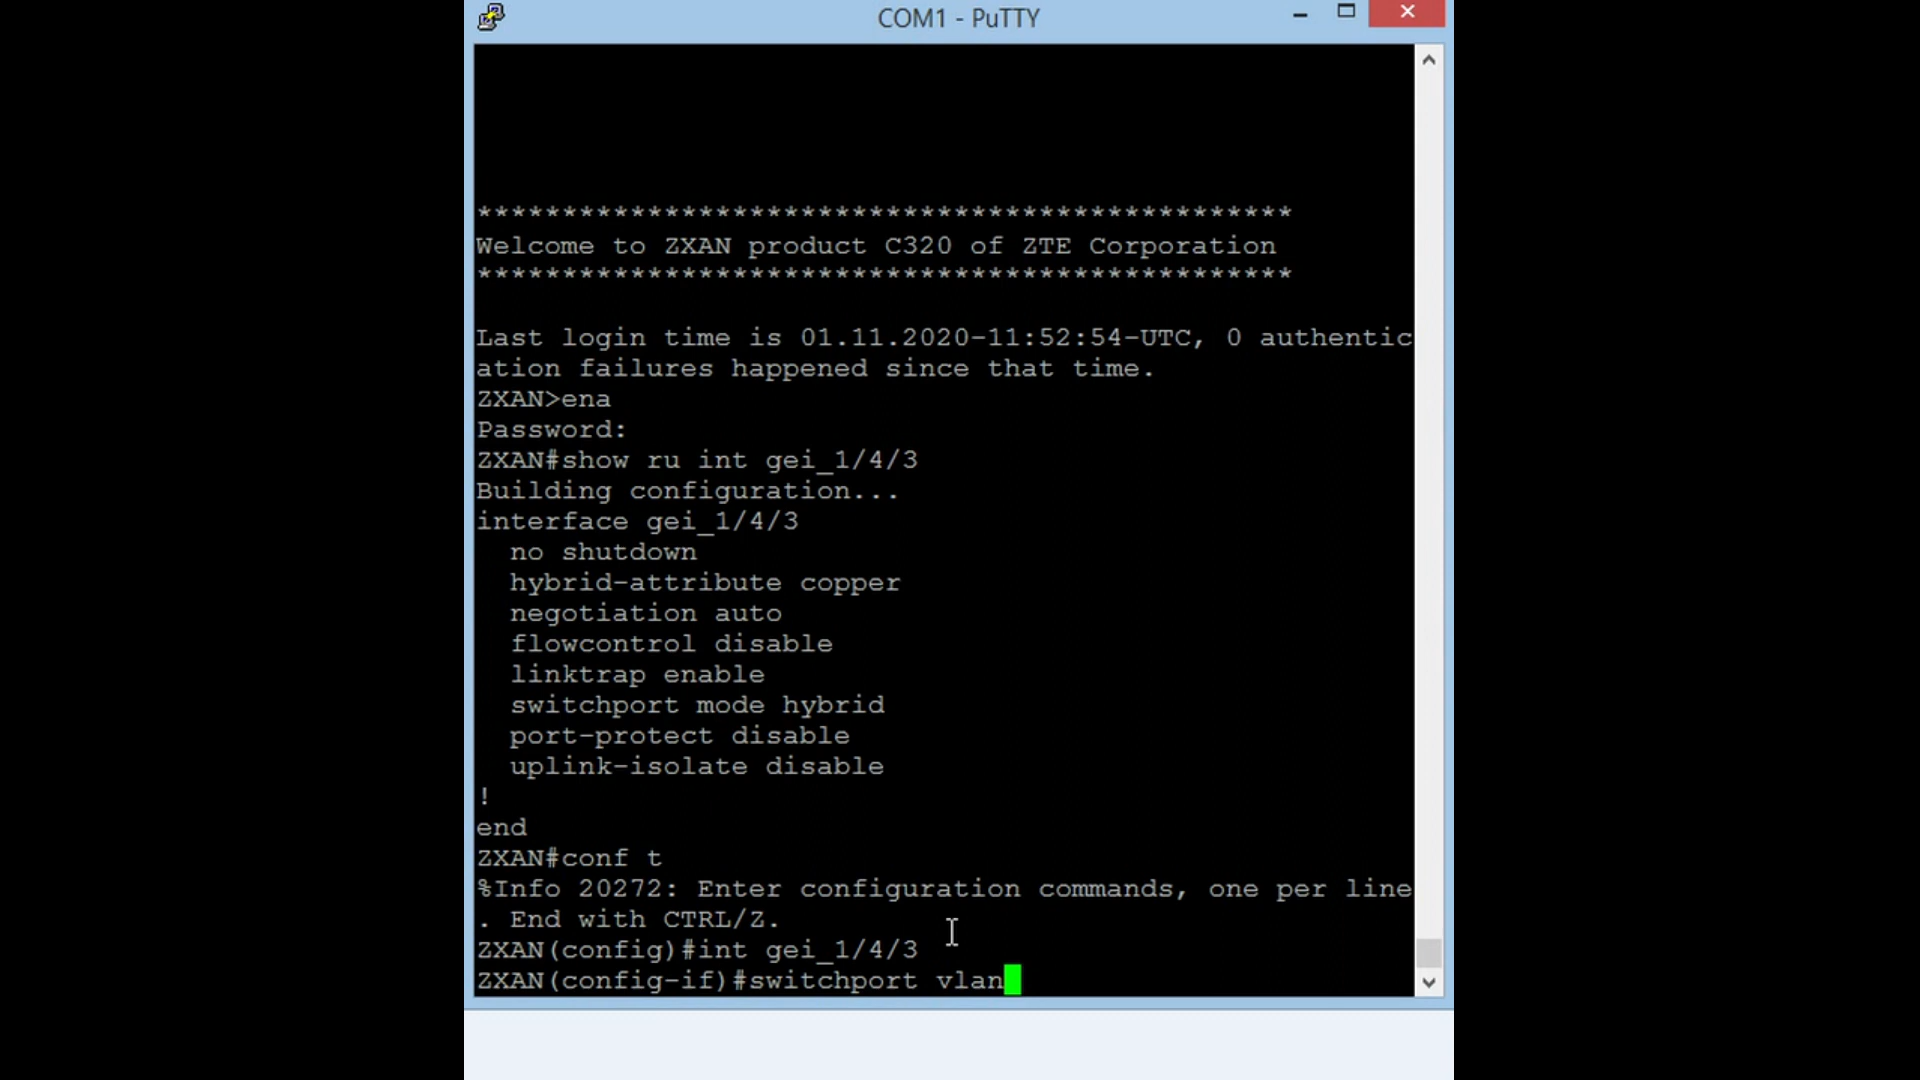 COM1 - PuTTY
************************************************
Welcome to ZXAN product C320 of ZTE Corporation
************************************************
Last login time is 01.11.2020-11:52:54-UTC, 0 authentic
ation failures happened since that time.
ZXAN>ena
Password:
ZXAN#show ru int gei_1/4/3
Building configuration...
interface gei_1/4/3
  no shutdown
  hybrid-attribute copper
  negotiation auto
  flowcontrol disable
  linktrap enable
  switchport mode hybrid
  port-protect disable
  uplink-isolate disable
!
end
ZXAN#conf t
%Info 20272: Enter configuration commands, one per line
. End with CTRL/Z.
ZXAN(config)#int gei_1/4/3
ZXAN(config-if)#switchport vlan